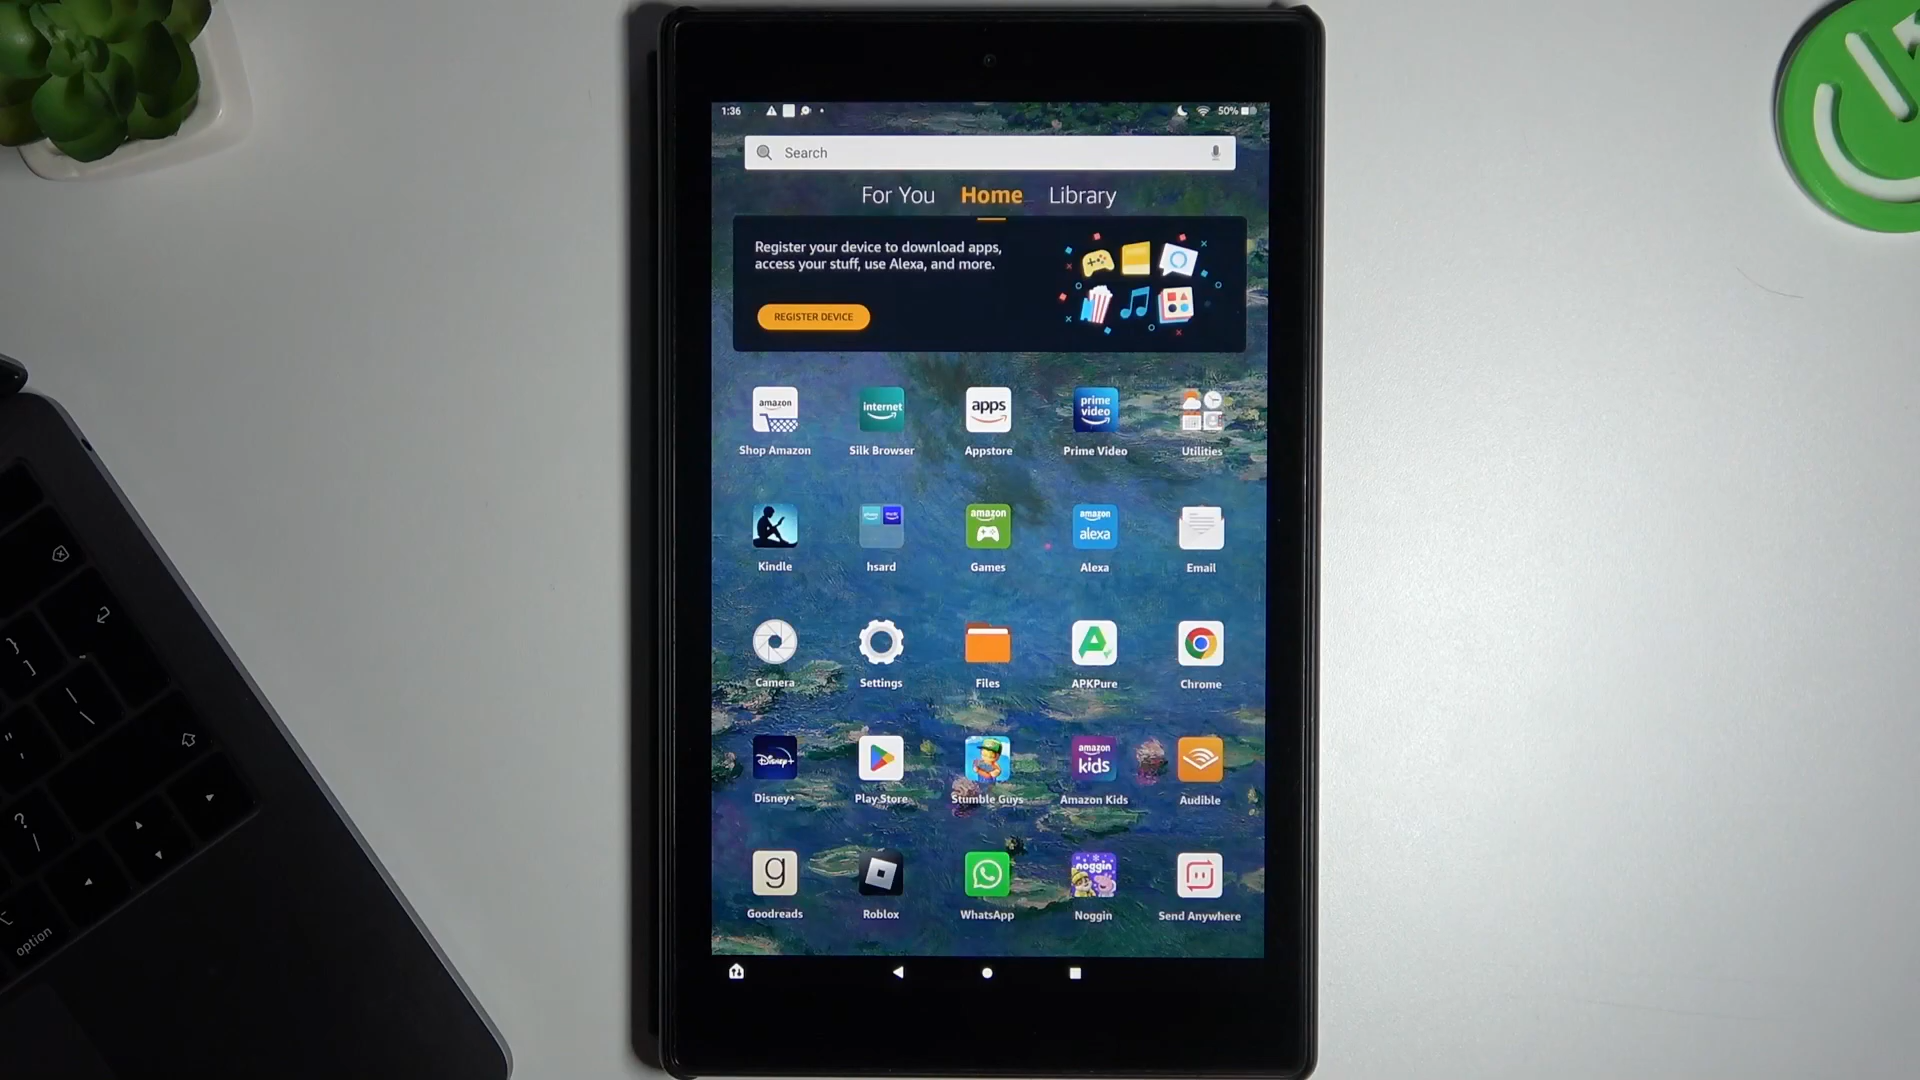 1:36 50%
Search
For You Home Library
Register your device to download apps,
access your stuff, use Alexa, and more.
REGISTER DEVICE
amazon
internet
apps
prime video
Shop Amazon Silk Browser Appstore Prime Video Utilities
amazon
amazon alexa
Kindle hsard Games Alexa Email
Camera Settings Files APKPure Chrome
Disney+
amazon kids
Disney+ Play Store Stumble Guys Amazon Kids Audible
g
noggin
Goodreads Roblox WhatsApp Noggin Send Anywhere
}
]
|
\
"
'
?
/
option